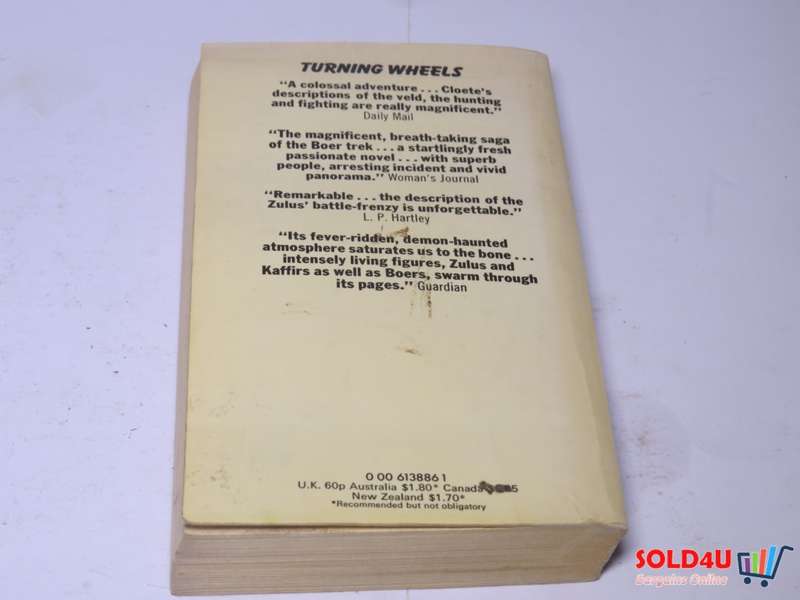 TURNING WHEELS
"A colossal adventure . . . Cloete's
descriptions of the veld, the hunting
and fighting are really magnificent."
Daily Mail
"The magnificent, breath-taking saga
of the Boer trek . . . a startlingly fresh
passionate novel . . . with superb
people, arresting incident and vivid
panorama." Woman's Journal
"Remarkable . . . the description of the
Zulus' battle-frenzy is unforgettable."
L. P. Hartley
"Its fever-ridden, demon-haunted
atmosphere saturates us to the bone . . .
intensely living figures, Zulus and
Kaffirs as well as Boers, swarm through
its pages." Guardian
0 00 613886 1
U.K. 60p Australia $1.80* Canada
New Zealand $1.70*
*Recommended but not obligatory
SOLD4U
Bargains Online